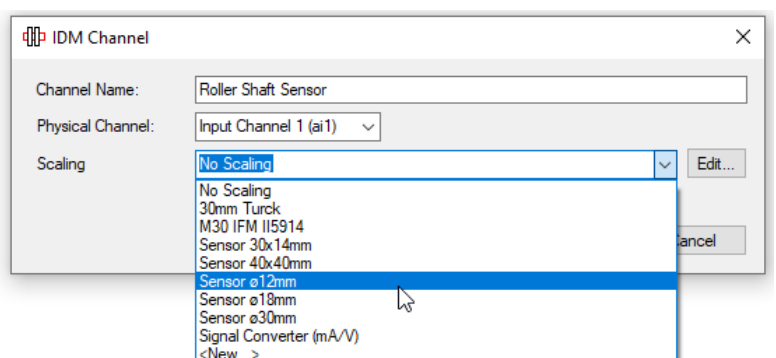 IDM Channel
Channel Name: Roller Shaft Sensor
Physical Channel: Input Channel 1 (ai1)
Scaling No Scaling Edit...
No Scaling
30mm Turck
M30 IFM II5914
Sensor 30x14mm
Sensor 40x40mm
Sensor ø12mm
Sensor ø18mm
Sensor ø30mm
Signal Converter (mA/V)
<New...>